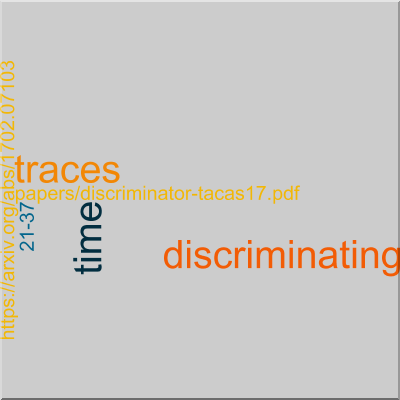 https://arxiv.org/abs/1702.07103
traces
papers/discriminator-tacas17.pdf
21-37
time
discriminating